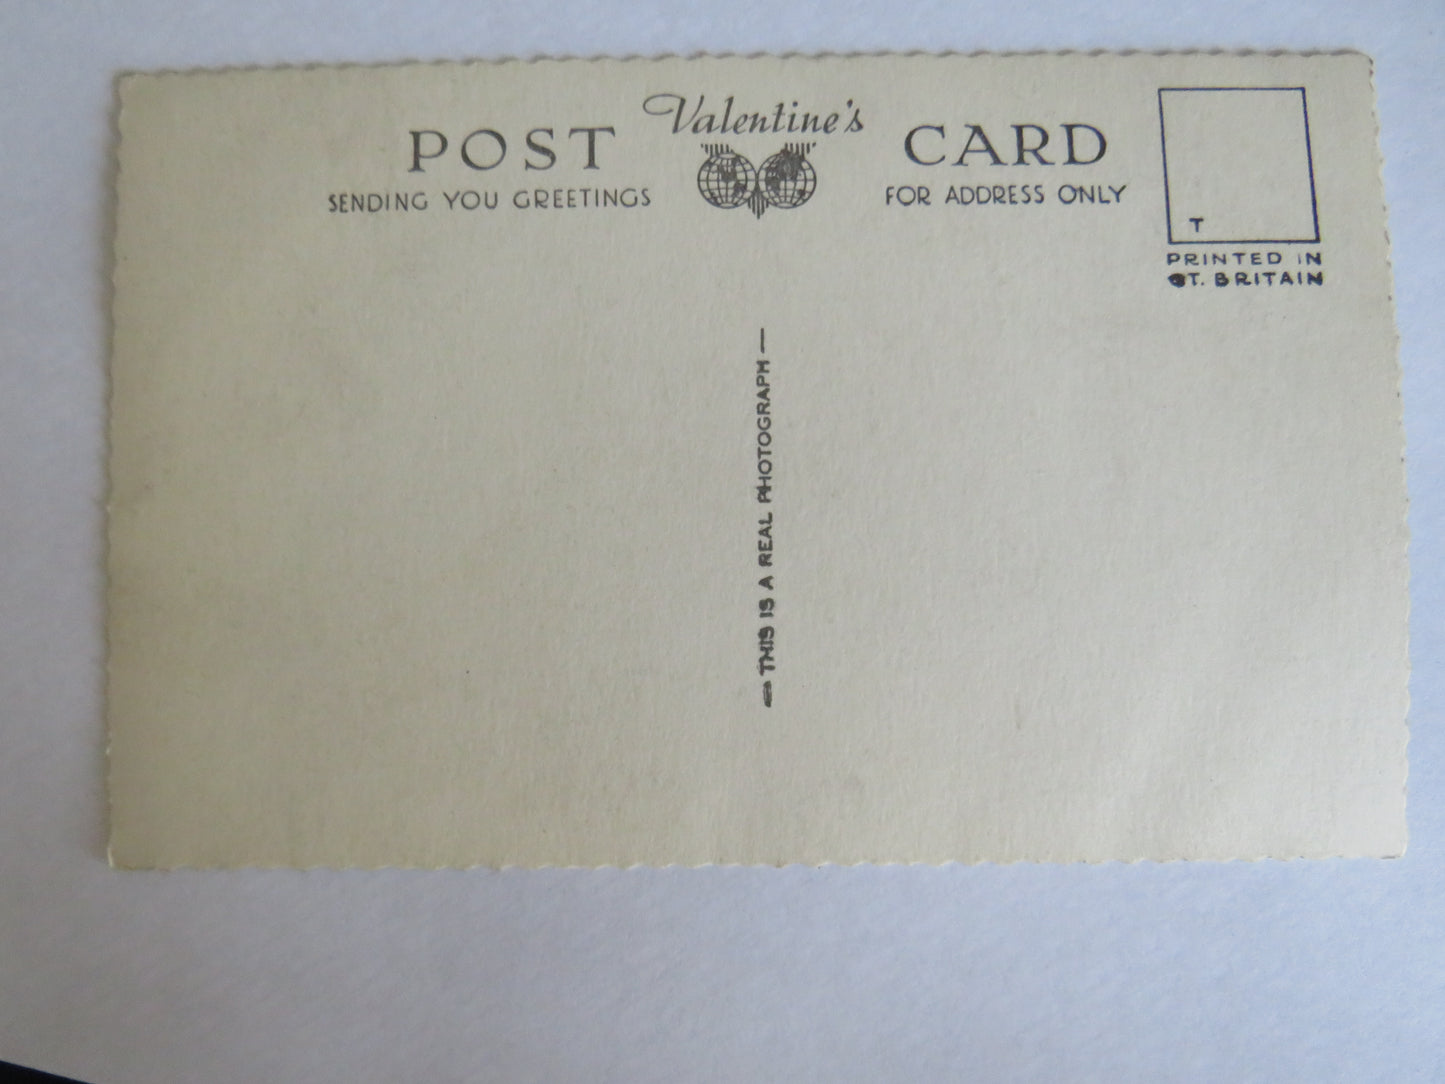 Valentine's
POST CARD
SENDING YOU GREETINGS
FOR ADDRESS ONLY
T
PRINTED IN
GT. BRITAIN
— THIS IS A REAL PHOTOGRAPH —